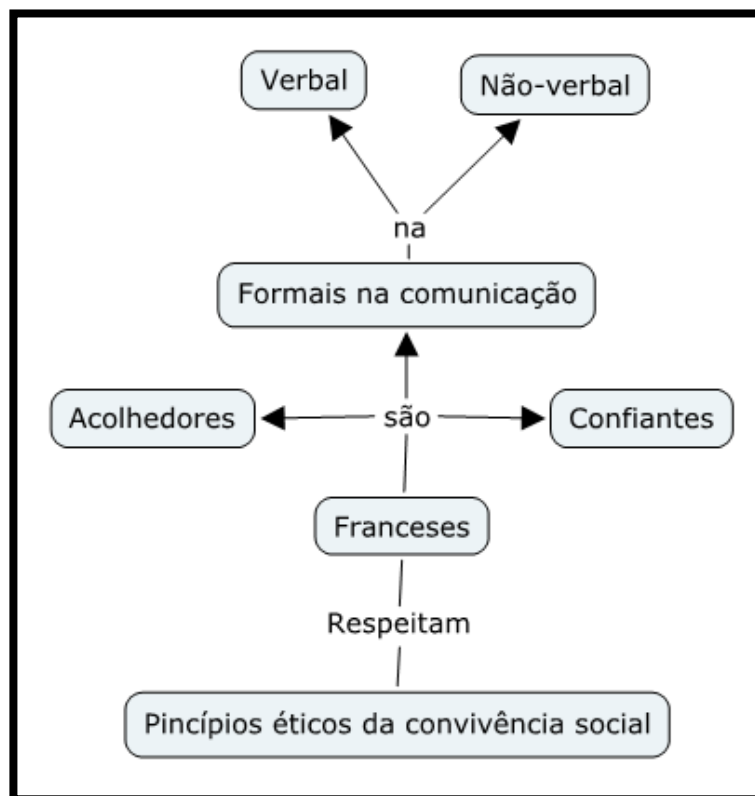 Verbal
Não-verbal
na
Formais na comunicação
Acolhedores
são
Confiantes
Franceses
Respeitam
Pincípios éticos da convivência social